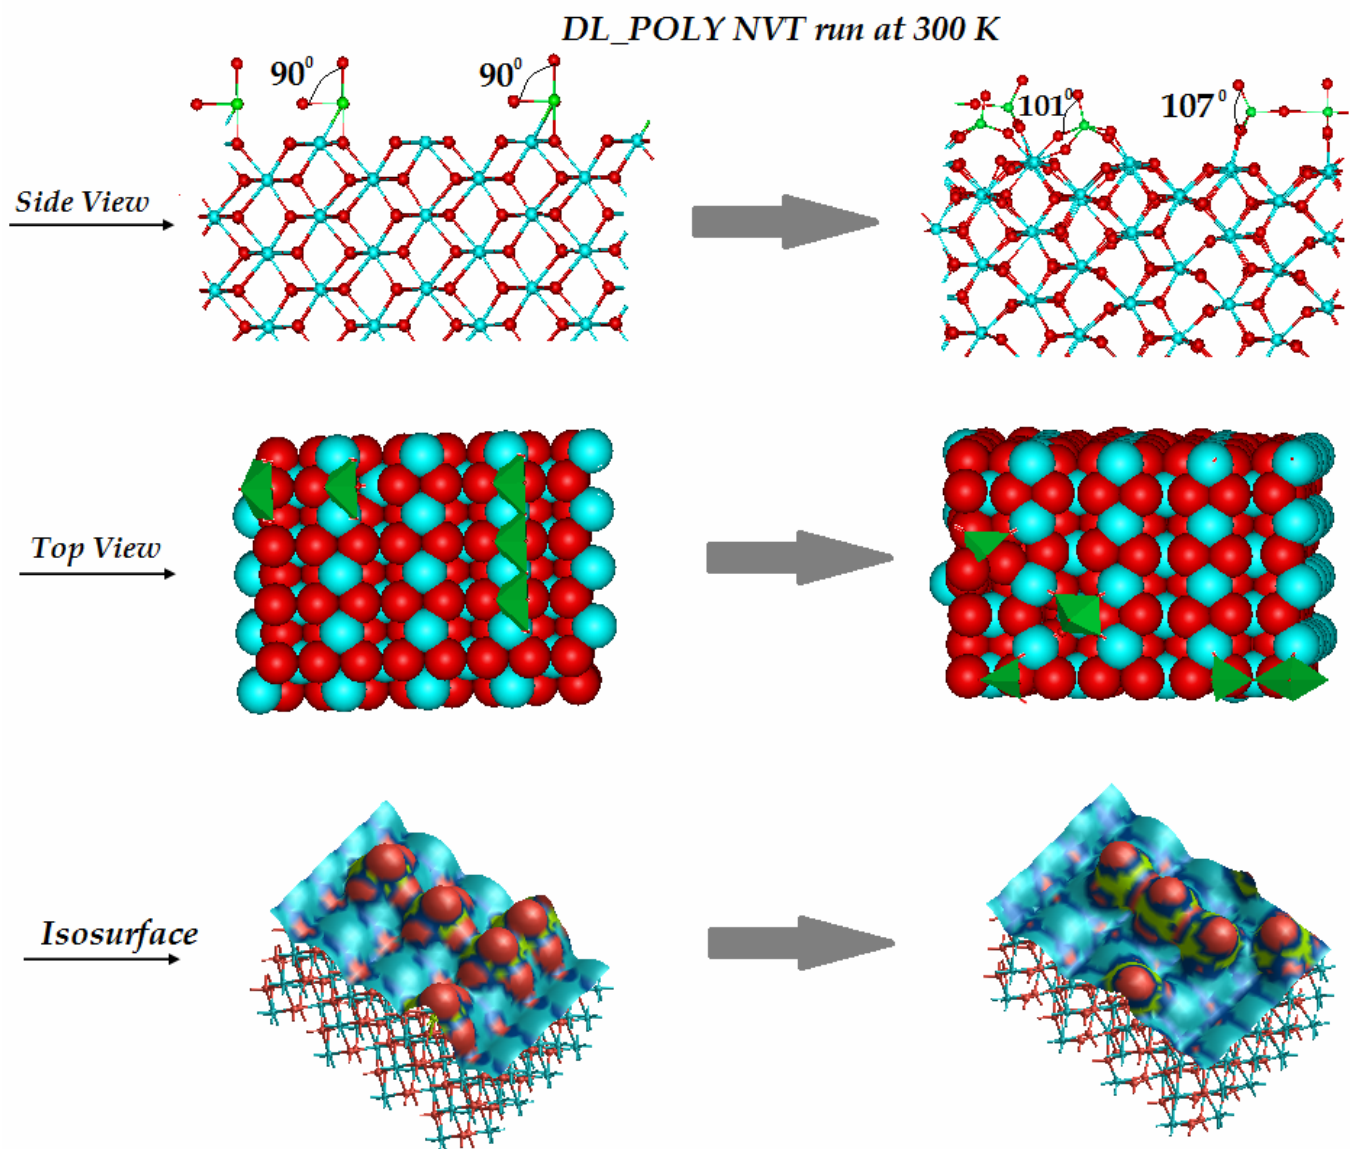 DL_POLY NVT run at 300 K
90⁰
90⁰
101⁰
107⁰
Side View
Top View
Isosurface